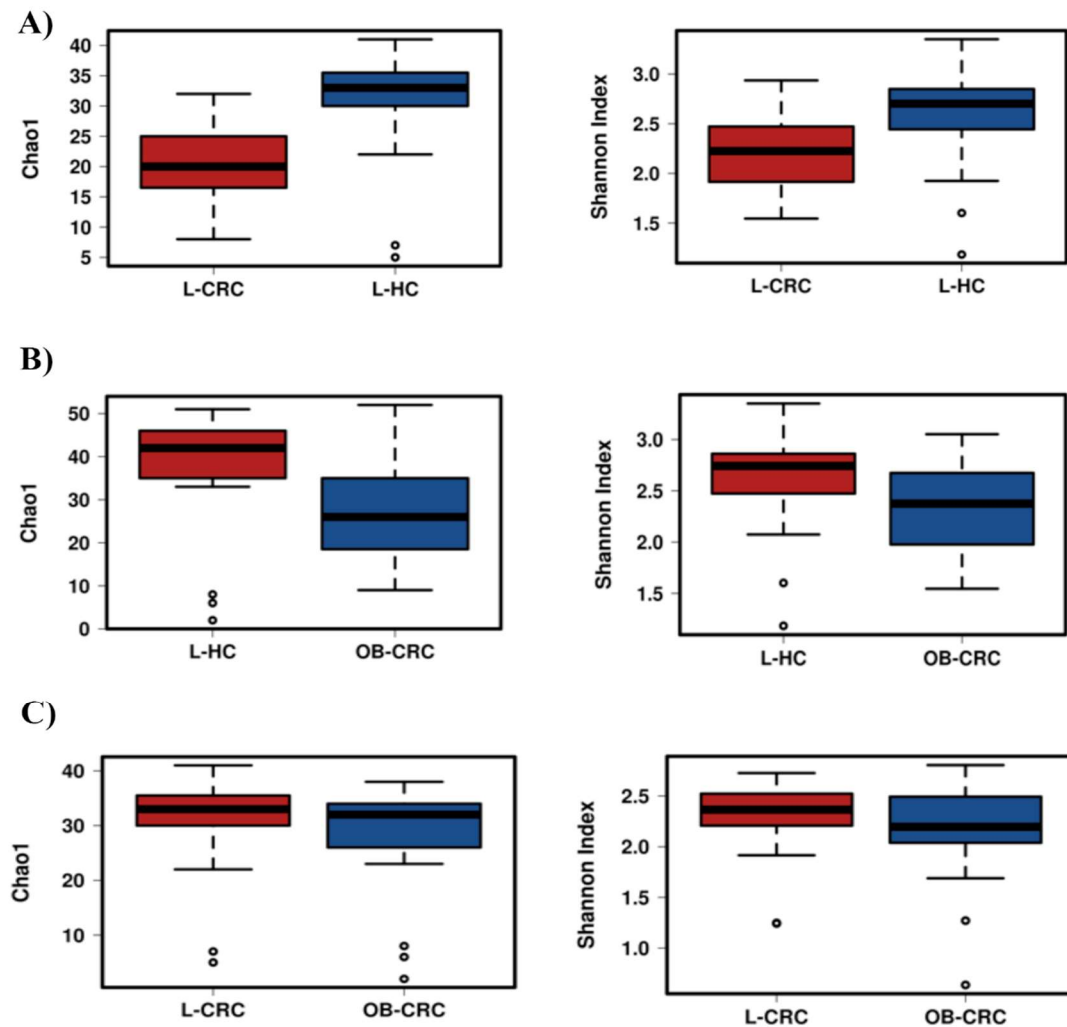 A)
Chao1
40
35
30
25
20
15
10
5
L-CRC L-HC
Shannon Index
3.0
2.5
2.0
1.5
L-CRC L-HC
B)
Chao1
50
40
30
20
10
0
L-HC OB-CRC
Shannon Index
3.0
2.5
2.0
1.5
L-HC OB-CRC
C)
Chao1
40
30
20
10
L-CRC OB-CRC
Shannon Index
2.5
2.0
1.5
1.0
L-CRC OB-CRC